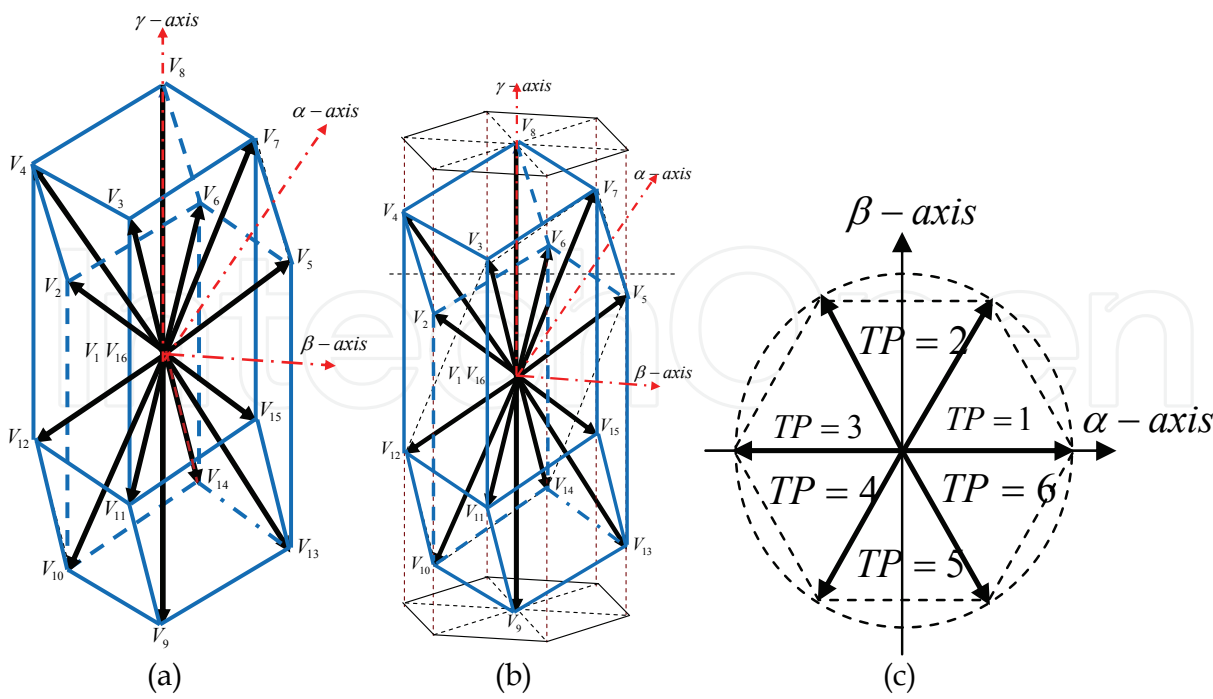 γ – axis
V₈
α – axis
V₇
V₄
V₃
V₆
V₅
V₂
V₁ V₁₆
β – axis
V₁₅
V₁₂
V₁₄
V₁₁
V₁₃
V₁₀
V₉
(a)
γ – axis
V₈
α – axis
V₇
V₄
V₃
V₆
V₅
V₂
V₁ V₁₆
β – axis
V₁₅
V₁₂
V₁₄
V₁₁
V₁₃
V₁₀
V₉
(b)
β – axis
TP = 2
TP = 3
TP = 1
α – axis
TP = 4
TP = 6
TP = 5
(c)
IntechOpen